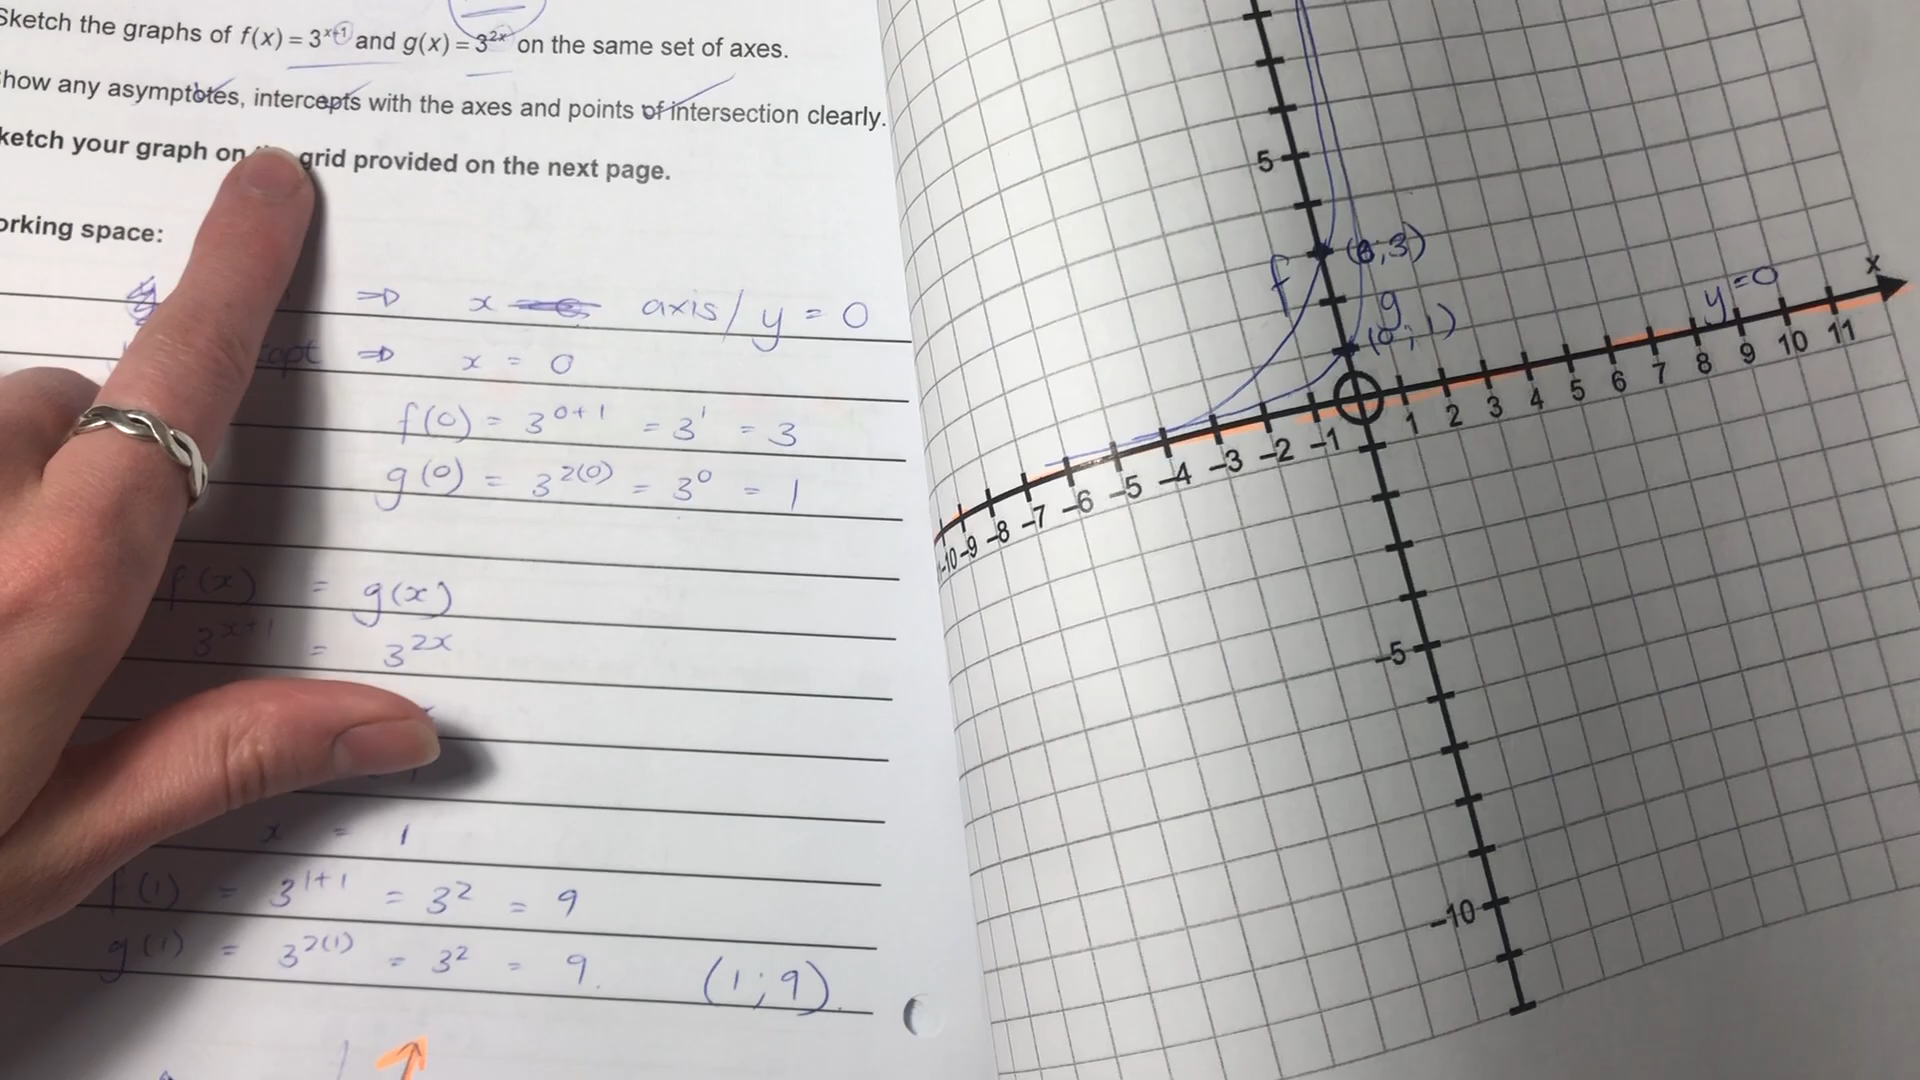 Sketch the graphs of f(x) = 3^{x+1} and g(x) = 3^{2x} on the same set of axes.
how any asymptotes, intercepts with the axes and points of intersection clearly.
ketch your graph on grid provided on the next page.
orking space:
⇒ x axis / y = 0
⇒ x = 0
f(0) = 3^{0+1} = 3^1 = 3
g(0) = 3^{2(0)} = 3^0 = 1
f(x) = g(x)
3^{x+1} = 3^{2x}
x = 1
f(1) = 3^{1+1} = 3^2 = 9
g(1) = 3^{2(1)} = 3^2 = 9. (1;9).
5
f (0;3)
g
(0;1)
y=0
x
-10 -9 -8 -7 -6 -5 -4 -3 -2 -1 1 2 3 4 5 6 7 8 9 10 11
-5
-10